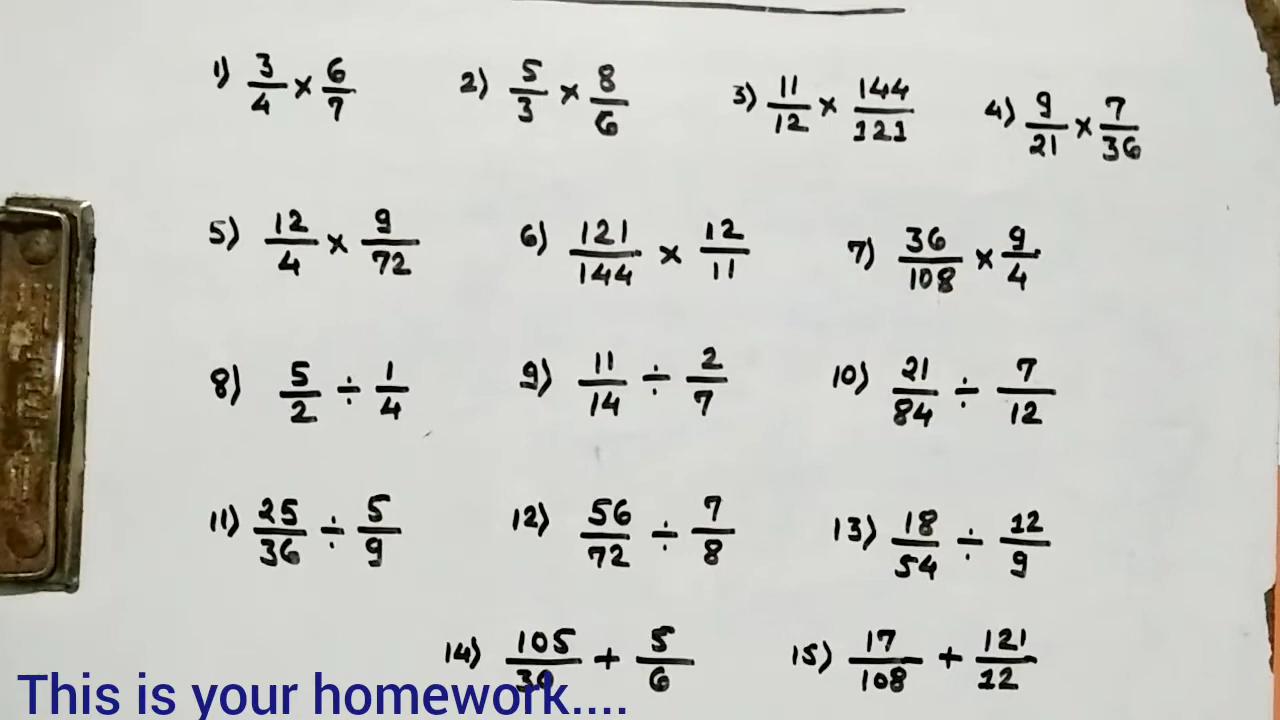 1) 3/4 × 6/7 2) 5/3 × 8/6 3) 11/12 × 144/121 4) 9/21 × 7/36
5) 12/4 × 9/72 6) 121/144 × 12/11 7) 36/108 × 9/4
8) 5/2 ÷ 1/4 9) 11/14 ÷ 2/7 10) 21/84 ÷ 7/12
11) 25/36 ÷ 5/9 12) 56/72 ÷ 7/8 13) 18/54 ÷ 12/9
14) 105/ + 5/6 15) 17/108 + 121/12
This is your homework....